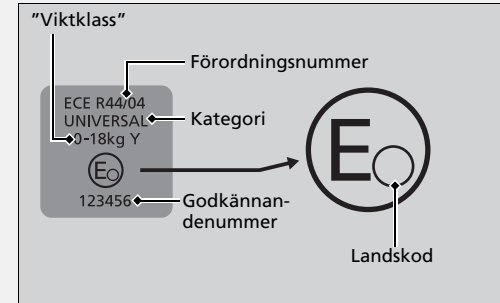 "Viktklass"
Förordningsnummer
ECE R44/04
UNIVERSAL
0-18kg Y
Kategori
E
E
123456
Godkännan-
denummer
Landskod